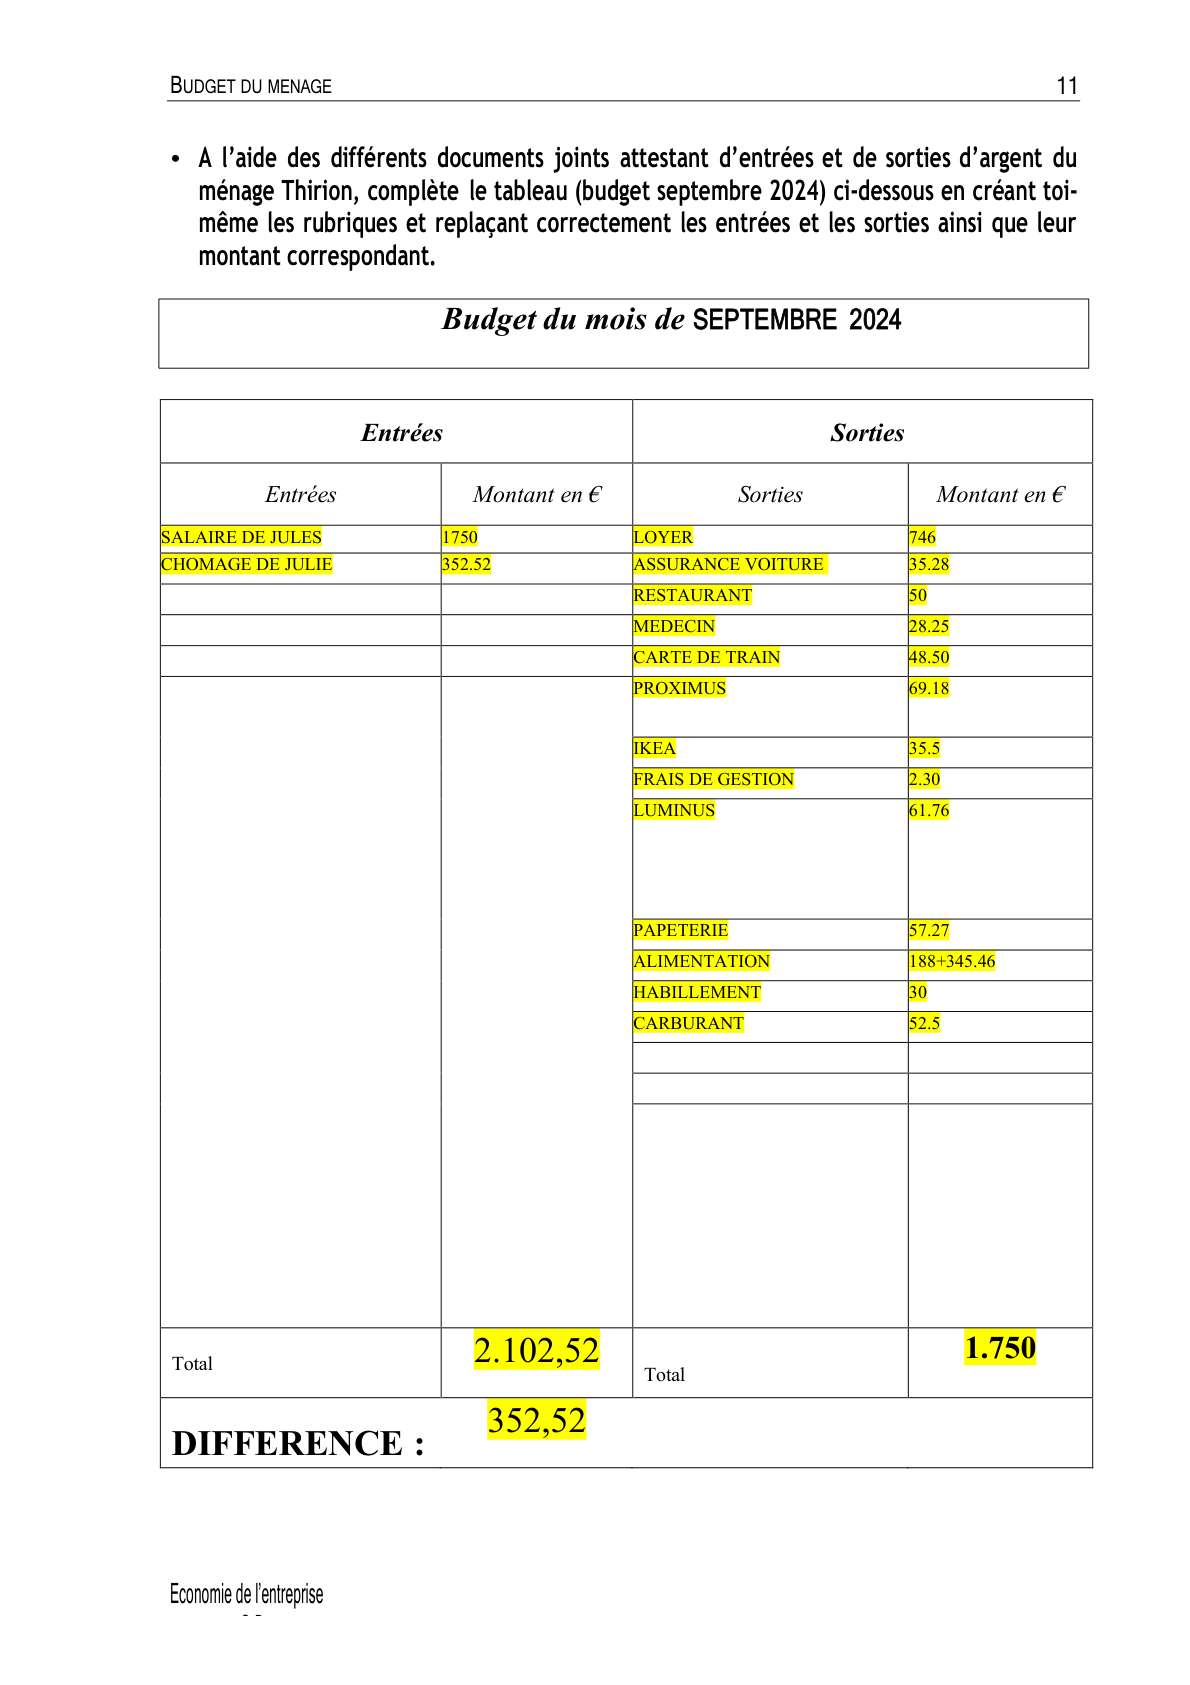 BUDGET DU MENAGE 11
• A l’aide des différents documents joints attestant d’entrées et de sorties d’argent du
ménage Thirion, complète le tableau (budget septembre 2024) ci-dessous en créant toi-
même les rubriques et replaçant correctement les entrées et les sorties ainsi que leur
montant correspondant.
Budget du mois de SEPTEMBRE 2024
Entrées Sorties
Entrées Montant en € Sorties Montant en €
SALAIRE DE JULES 1750 LOYER 746
CHOMAGE DE JULIE 352.52 ASSURANCE VOITURE 35.28
RESTAURANT 50
MEDECIN 28.25
CARTE DE TRAIN 48.50
PROXIMUS 69.18
IKEA 35.5
FRAIS DE GESTION 2.30
LUMINUS 61.76
PAPETERIE 57.27
ALIMENTATION 188+345.46
HABILLEMENT 30
CARBURANT 52.5
Total 2.102,52 Total 1.750
DIFFERENCE : 352,52
Economie de l’entreprise